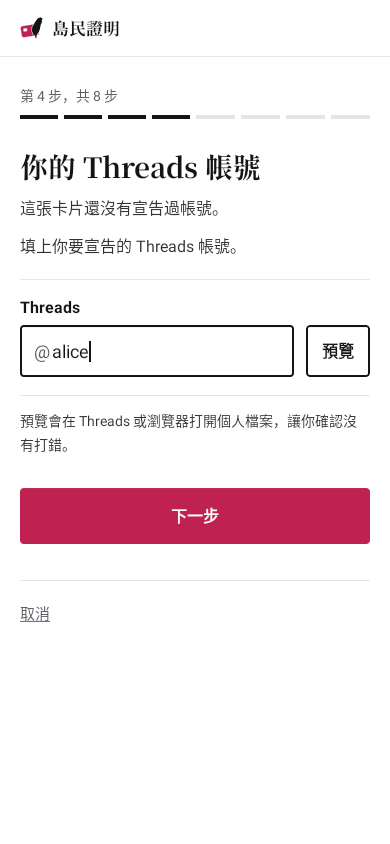 島民證明
第 4 步，共 8 步
你的 Threads 帳號
這張卡片還沒有宣告過帳號。
填上你要宣告的 Threads 帳號。
Threads
@alice
預覽
預覽會在 Threads 或瀏覽器打開個人檔案，讓你確認沒
有打錯。
下一步
取消